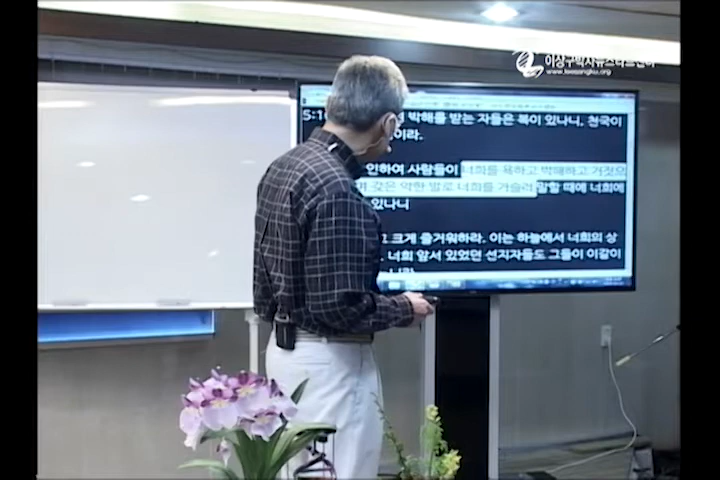 이상구박사뉴스타트센터
www.leesangku.org
박해를 받는 자들은 복이 있나니. 천국이
이라.
인하여 사람들이 너희를 욕하고 박해하고 거짓으
갖은 악한 말로 너희를 거슬러 말할 때에 너희에
있나니
크게 즐거워하라. 이는 하늘에서 너희의 상
너희 앞서 있었던 선지자들도 그들이 이같이